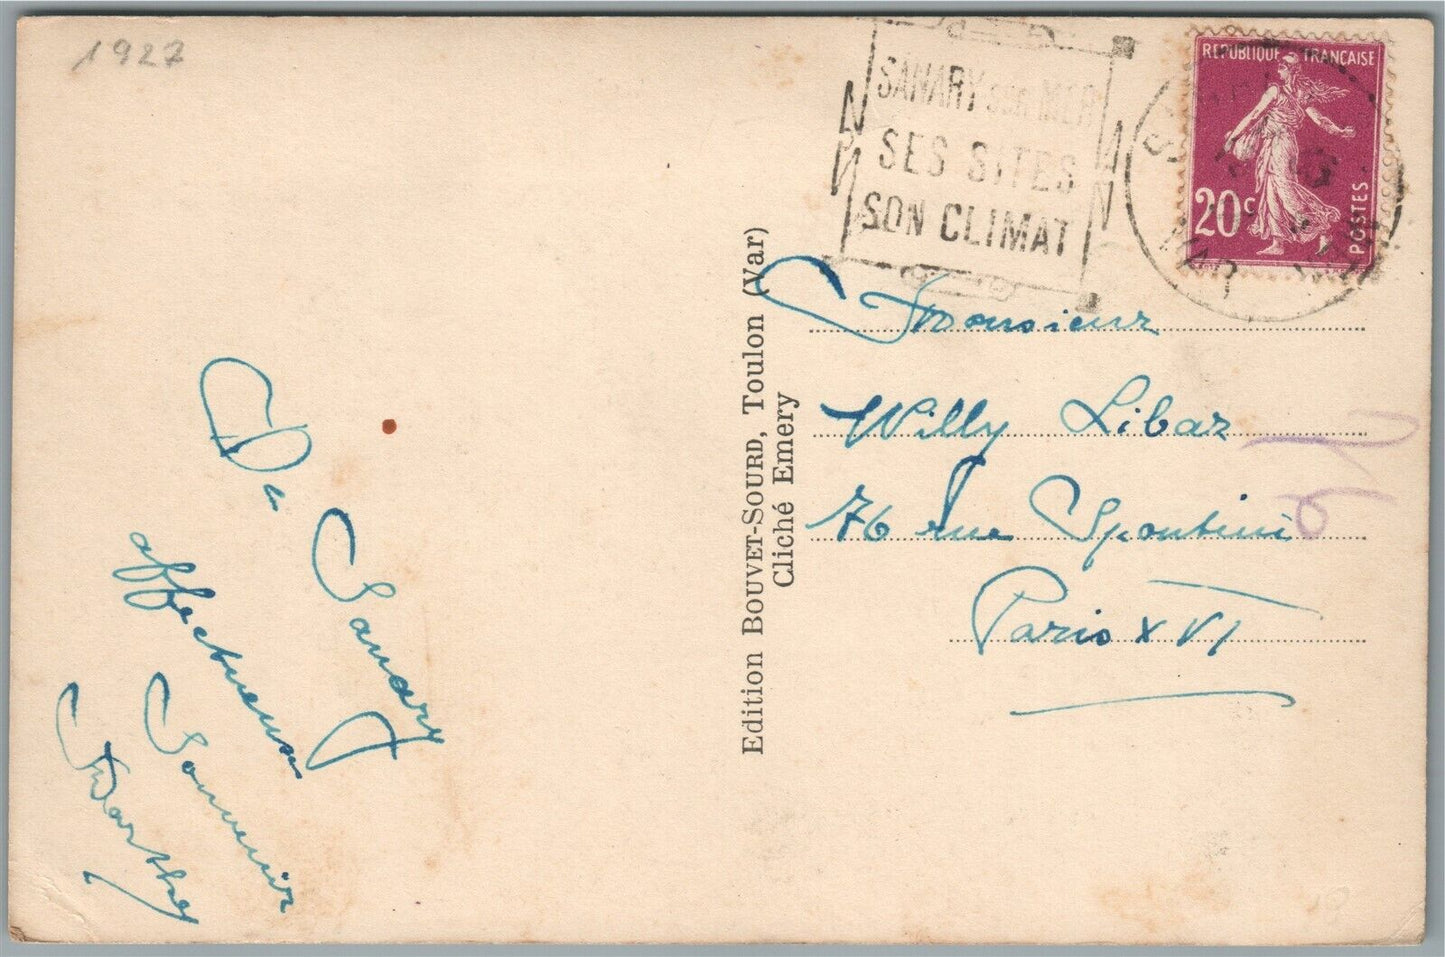 1927
SANARY SUR MER
SES SITES
SON CLIMAT
REPUBLIQUE FRANÇAISE
20c
POSTES
VAR
Edition BOUVET-SOURD, Toulon (Var)
Cliché Emery
Monsieur
Willy Libaz
76 rue Spontini
Paris XVI
De Sanary
affectueux
Souvenir